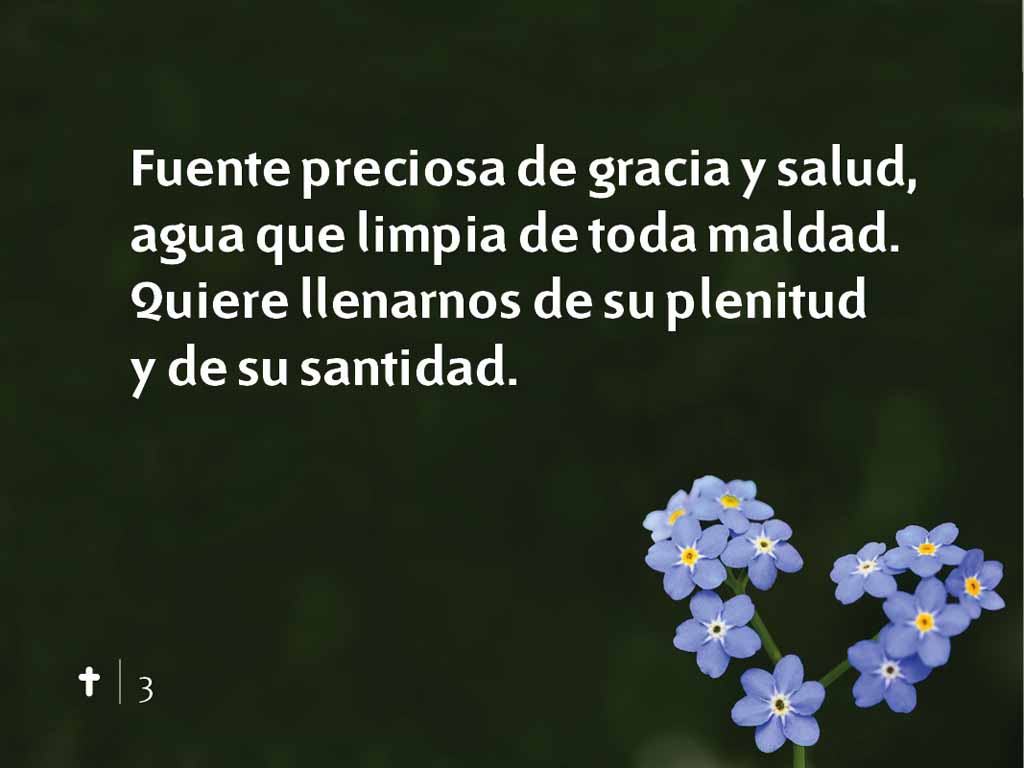 Fuente preciosa de gracia y salud,
agua que limpia de toda maldad.
Quiere llenarnos de su plenitud
y de su santidad.
3